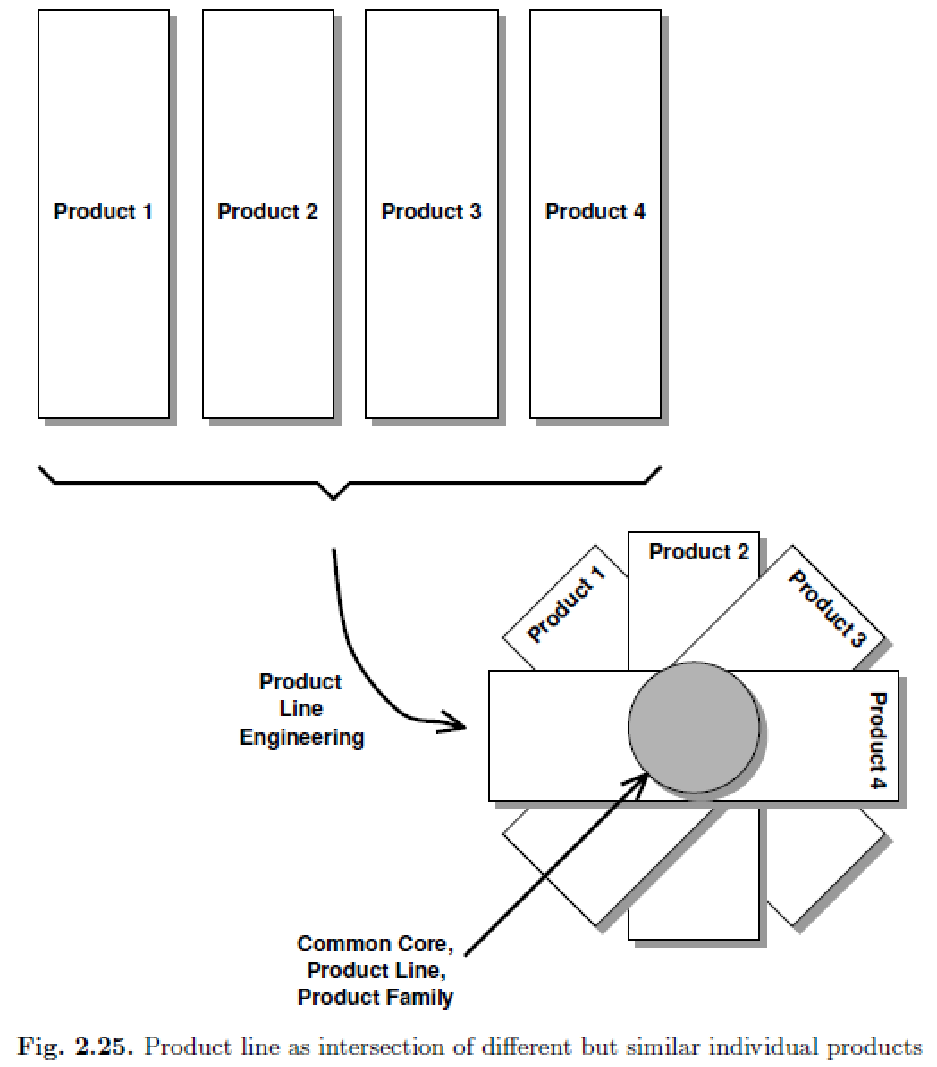 Product 1
Product 2
Product 3
Product 4
Product 1
Product 2
Product 3
Product 4
Product
Line
Engineering
Common Core,
Product Line,
Product Family
Fig. 2.25. Product line as intersection of different but similar individual products